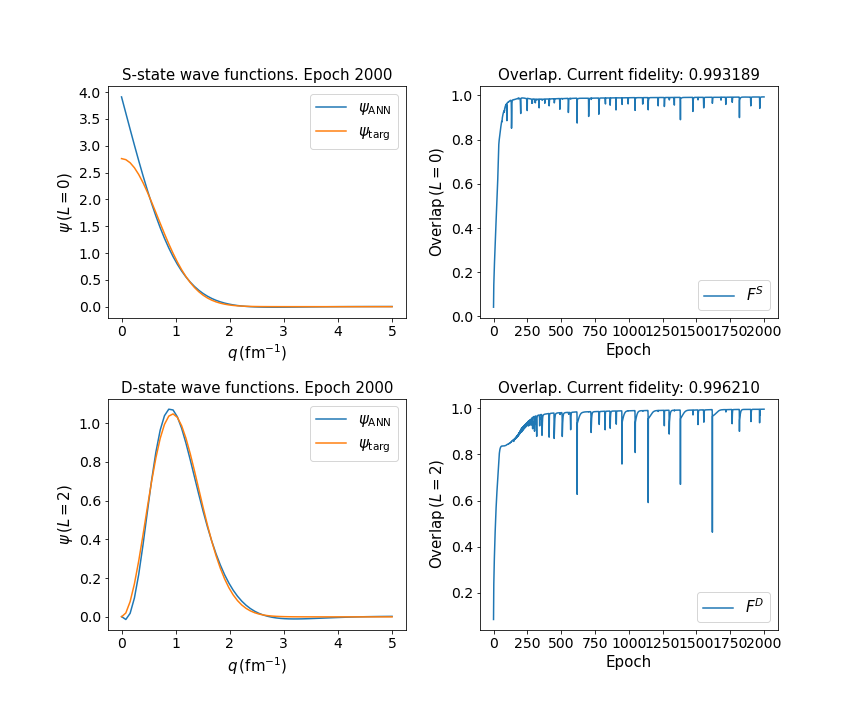 S-state wave functions. Epoch 2000
4.0
3.5
3.0
2.5
2.0
1.5
1.0
0.5
0.0
ψ(L = 0)
ψ_ANN
ψ_targ
0 1 2 3 4 5
q (fm⁻¹)
Overlap. Current fidelity: 0.993189
1.0
0.8
0.6
0.4
0.2
0.0
Overlap (L = 0)
F^S
0 250 500 750 1000 1250 1500 1750 2000
Epoch
D-state wave functions. Epoch 2000
1.0
0.8
0.6
0.4
0.2
0.0
ψ(L = 2)
ψ_ANN
ψ_targ
0 1 2 3 4 5
q (fm⁻¹)
Overlap. Current fidelity: 0.996210
1.0
0.8
0.6
0.4
0.2
Overlap (L = 2)
F^D
0 250 500 750 1000 1250 1500 1750 2000
Epoch